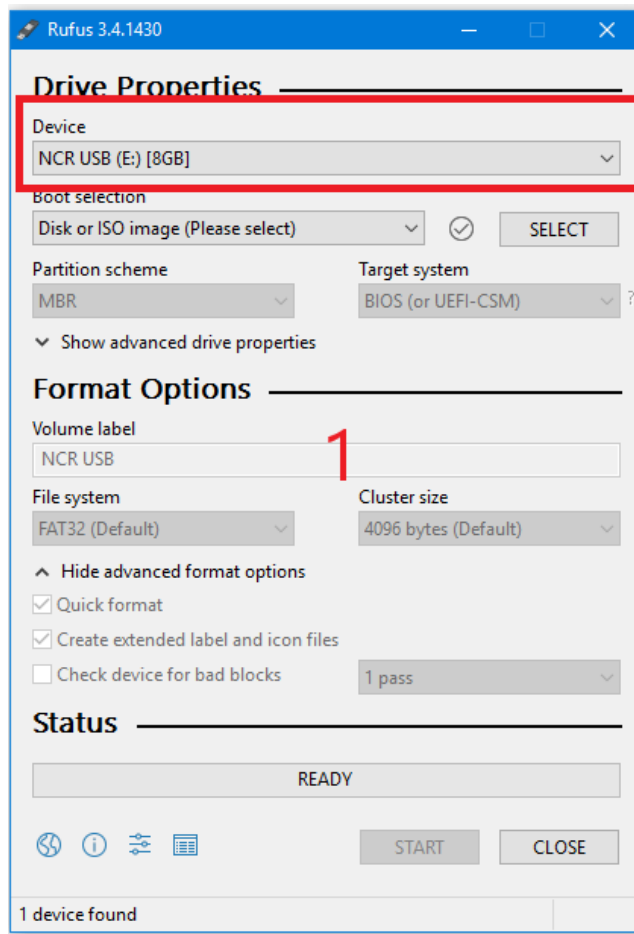 Rufus 3.4.1430
Drive Properties
Device
NCR USB (E:) [8GB]
Boot selection
Disk or ISO image (Please select)
SELECT
Partition scheme
Target system
MBR
BIOS (or UEFI-CSM)
?
Show advanced drive properties
Format Options
Volume label
1
NCR USB
File system
Cluster size
FAT32 (Default)
4096 bytes (Default)
Hide advanced format options
Quick format
Create extended label and icon files
Check device for bad blocks
1 pass
Status
READY
START
CLOSE
1 device found